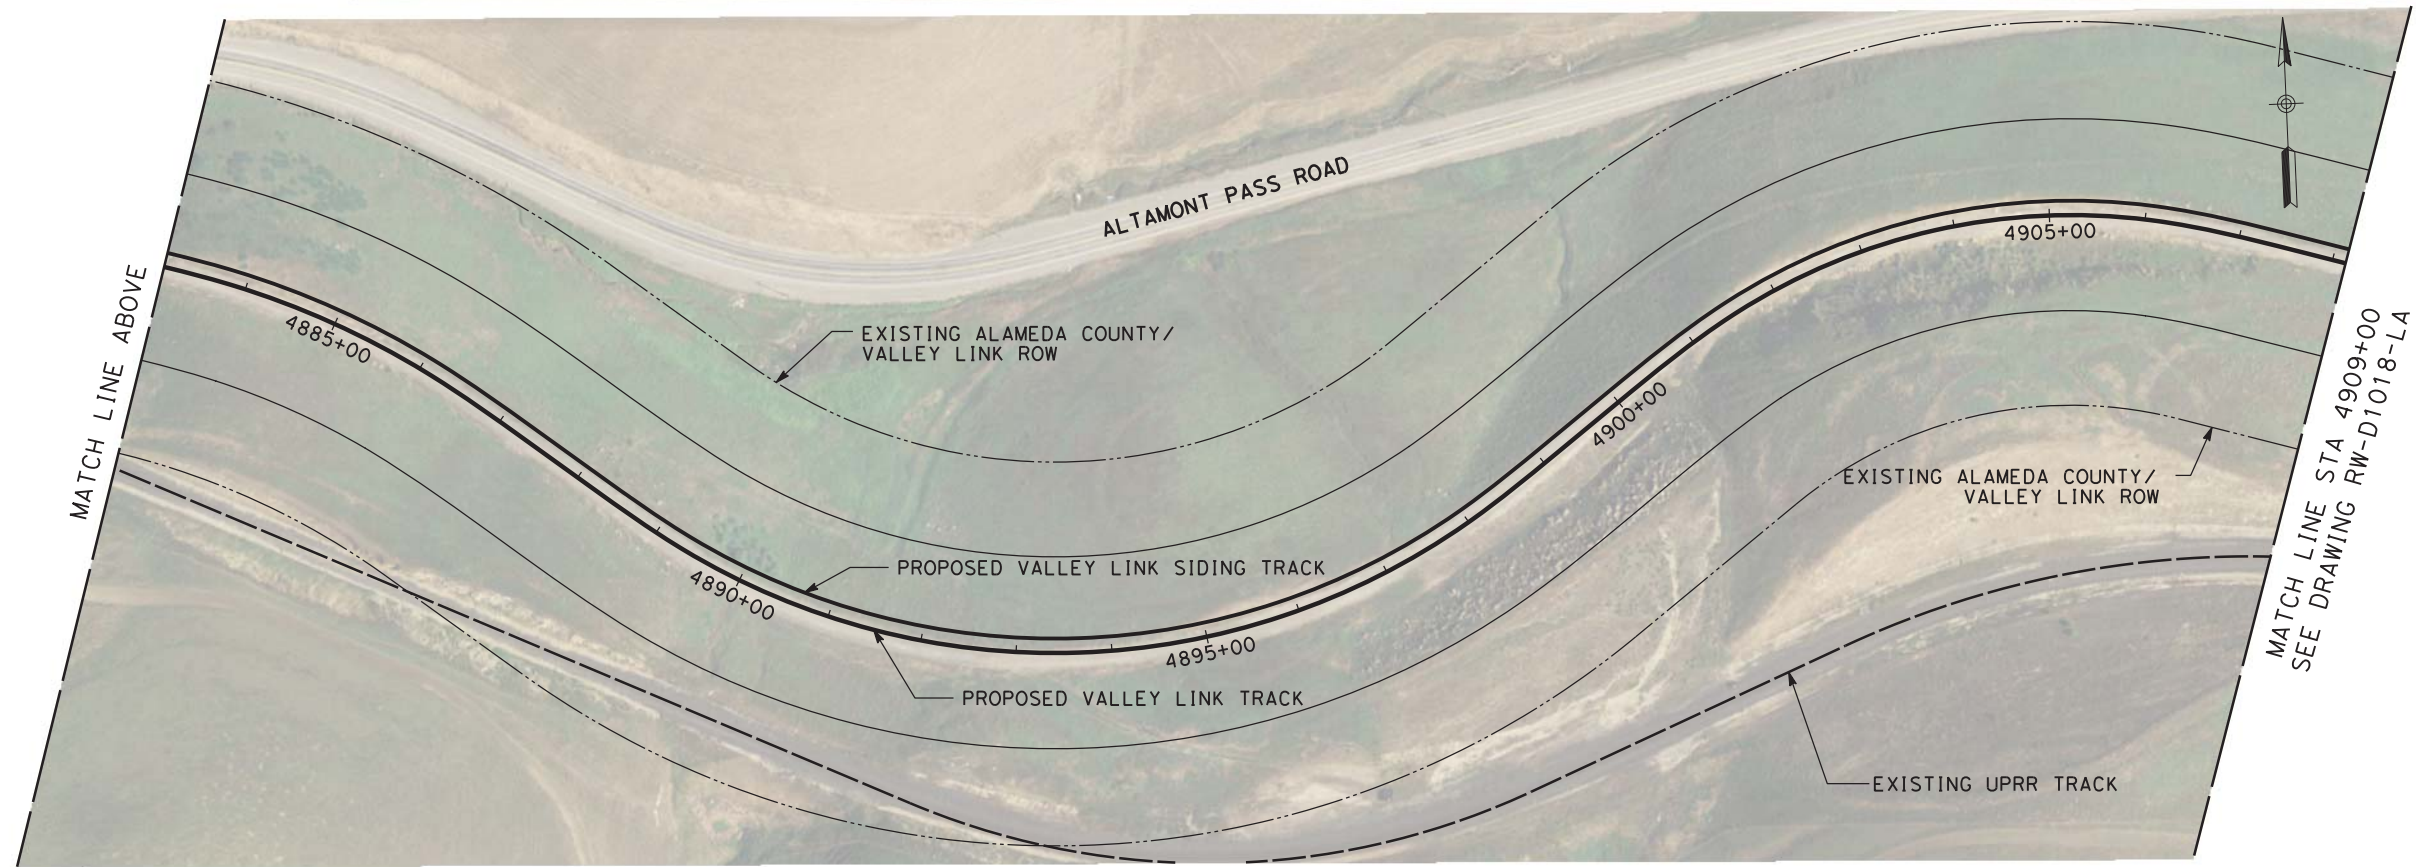 ALTAMONT PASS ROAD
4905+00
MATCH LINE ABOVE
4885+00
EXISTING ALAMEDA COUNTY/
VALLEY LINK ROW
4900+00
MATCH LINE STA 4909+00
SEE DRAWING RW-D1018-LA
EXISTING ALAMEDA COUNTY/
VALLEY LINK ROW
PROPOSED VALLEY LINK SIDING TRACK
4890+00
4895+00
PROPOSED VALLEY LINK TRACK
EXISTING UPRR TRACK